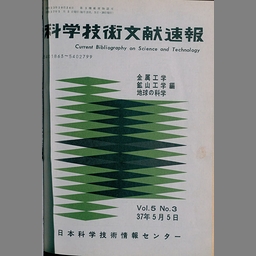 科学技術文献速報
Current Bibliography on Science and Technology
金属工学
鉱山工学編
地球の科学
Vol.5 No.3
37年5月5日
日本科学技術情報センター